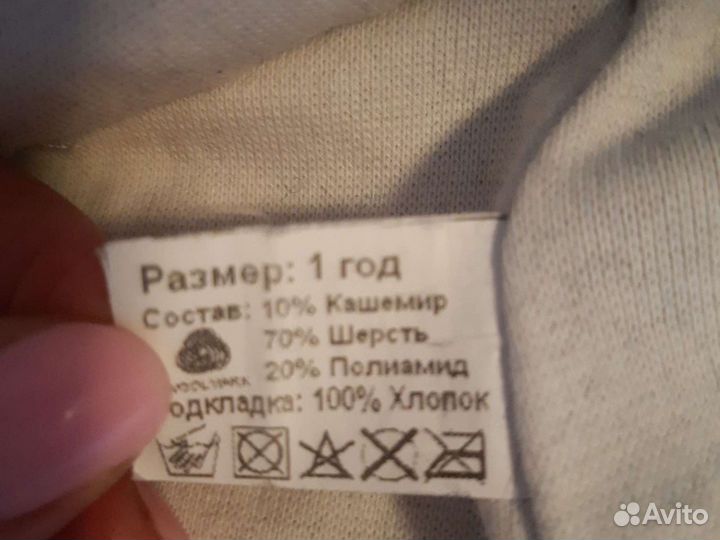 Размер: 1 год
Состав: 10% Кашемир
70% Шерсть
20% Полиамид
одкладка: 100% Хлопок
Avito